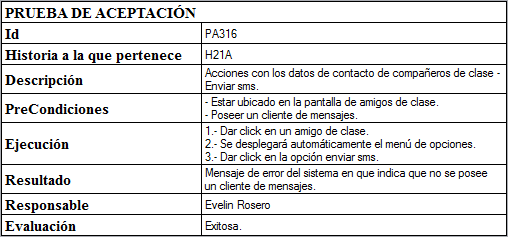 PRUEBA DE ACEPTACIÓN
Id PA316
Historia a la que pertenece H21A
Descripción Acciones con los datos de contacto de compañeros de clase -
Enviar sms.
PreCondiciones - Estar ubicado en la pantalla de amigos de clase.
- Poseer un cliente de mensajes.
Ejecución 1.- Dar click en un amigo de clase.
2.- Se desplegará automáticamente el menú de opciones.
3.- Dar click en la opción enviar sms.
Resultado Mensaje de error del sistema en que indica que no se posee
un cliente de mensajes.
Responsable Evelin Rosero
Evaluación Exitosa.